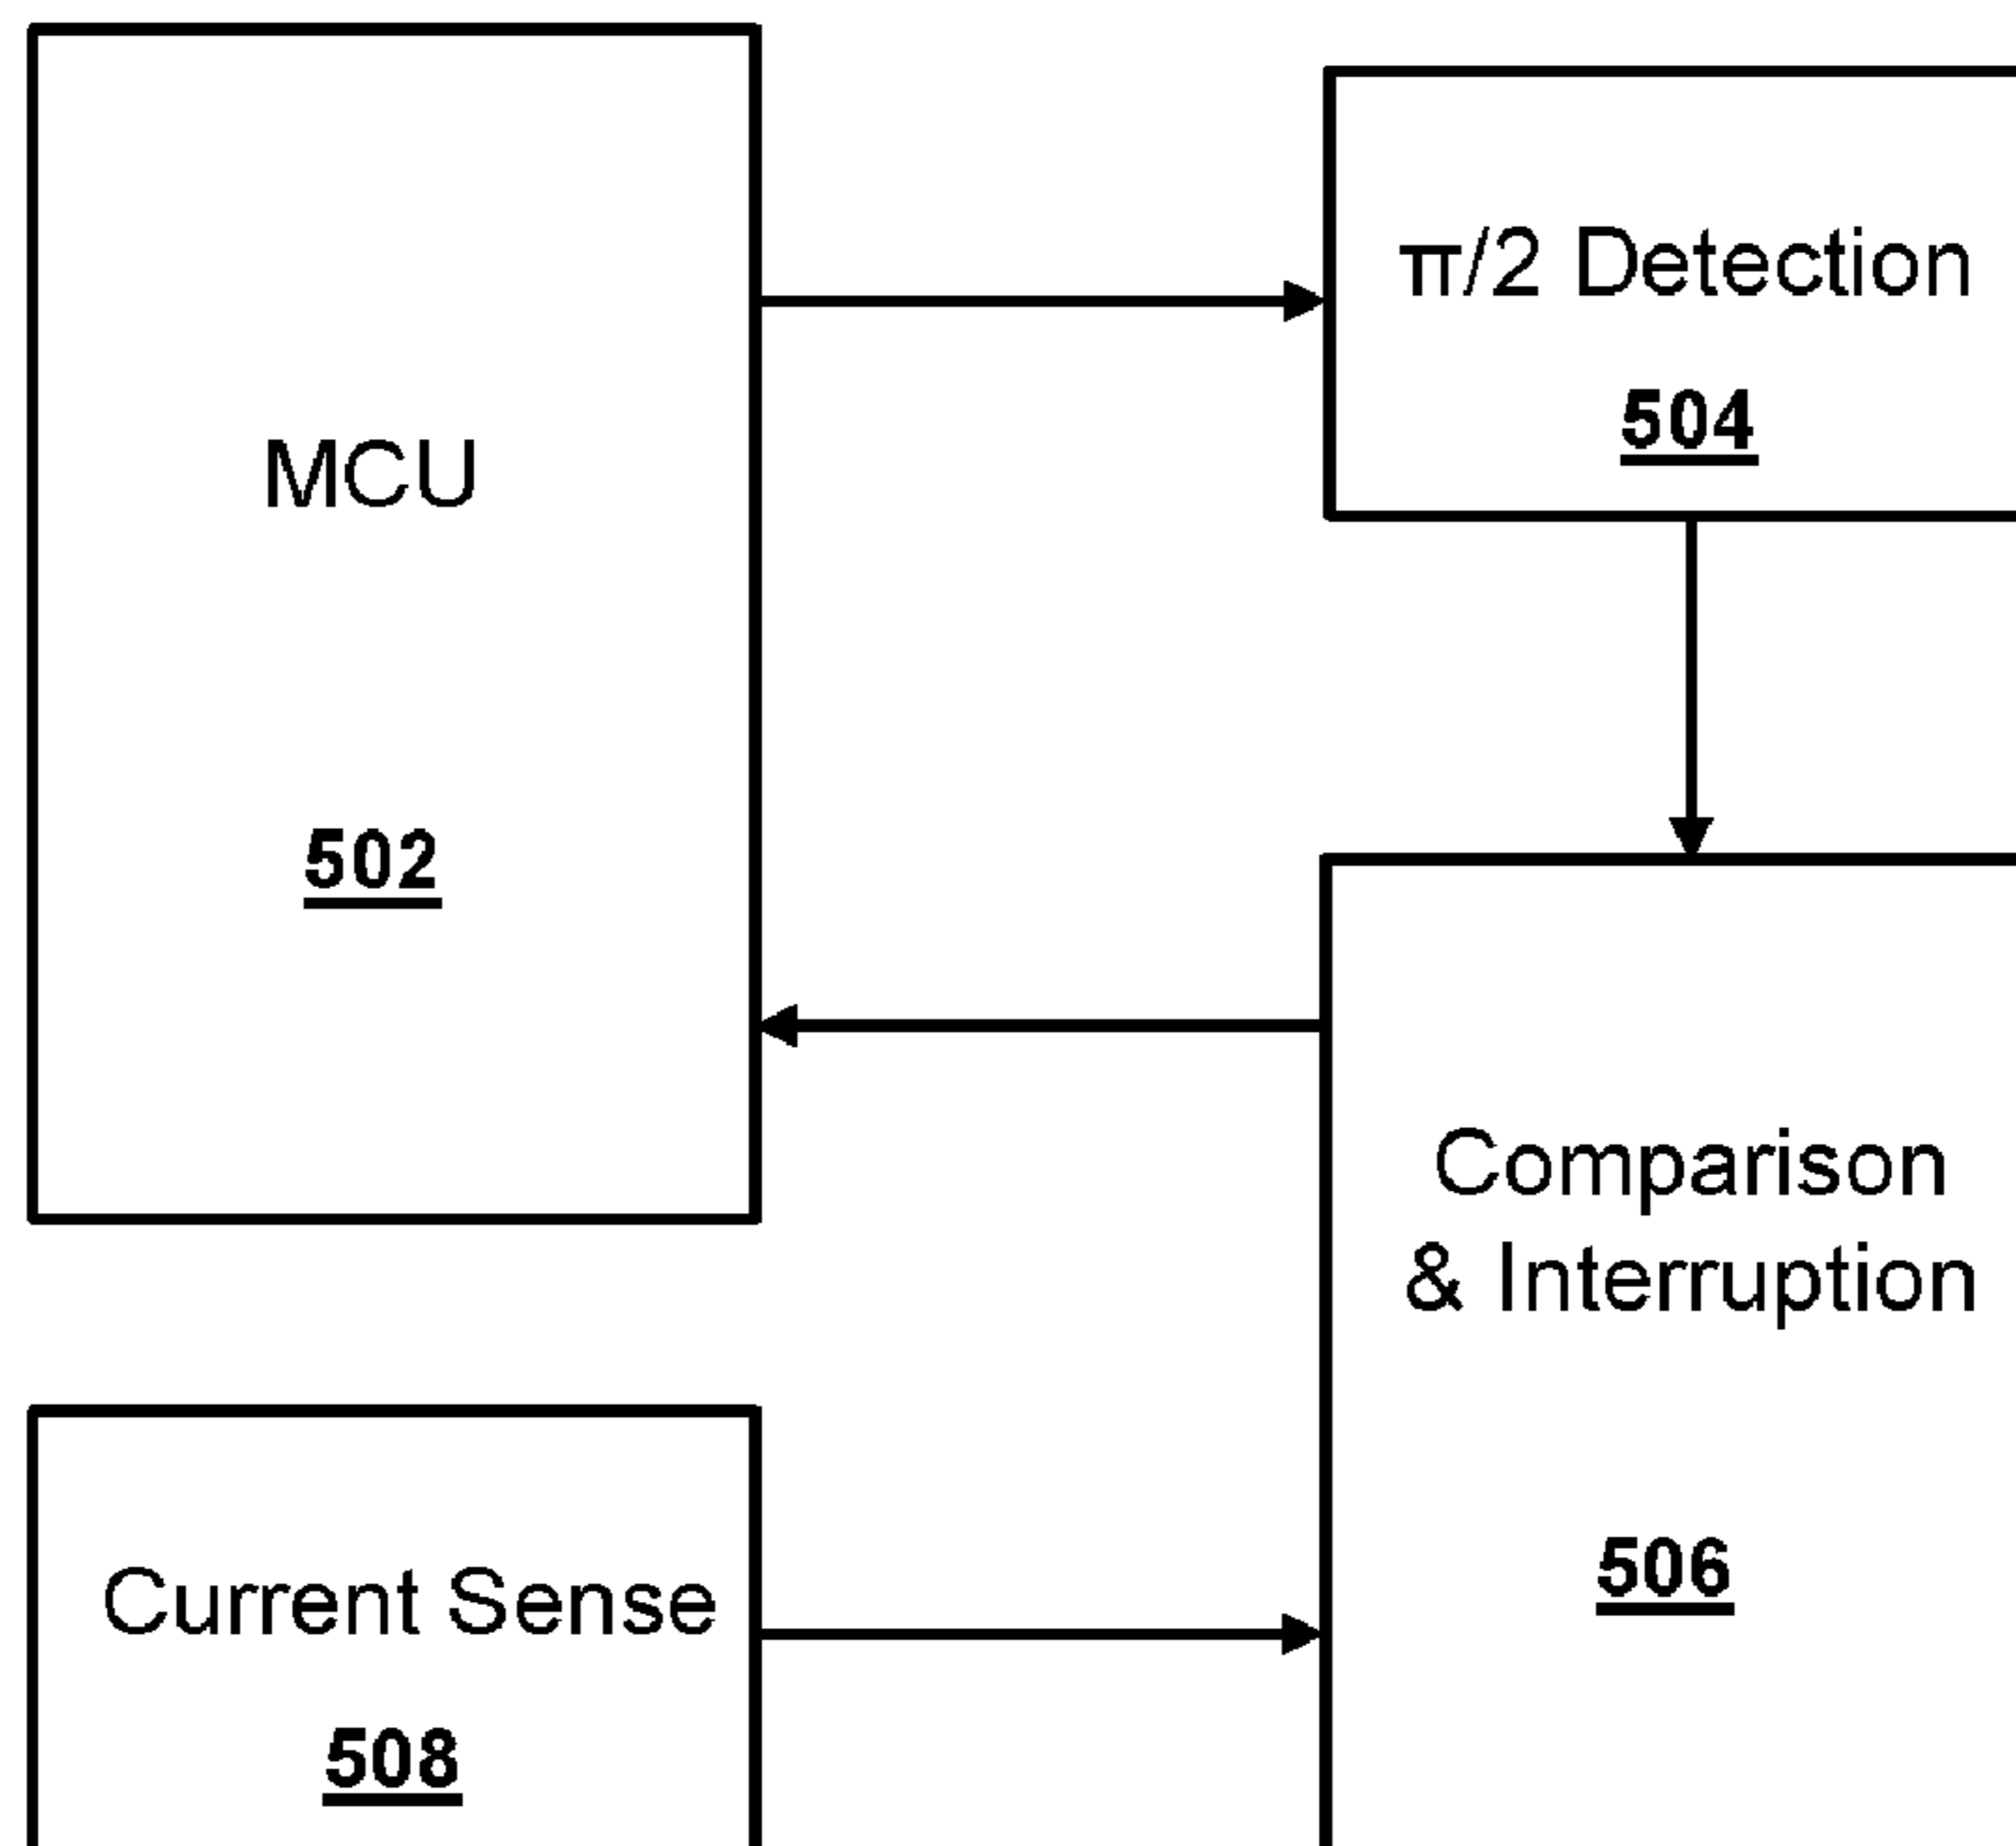 MCU
502
π/2 Detection
504
Comparison
& Interruption
506
Current Sense
508